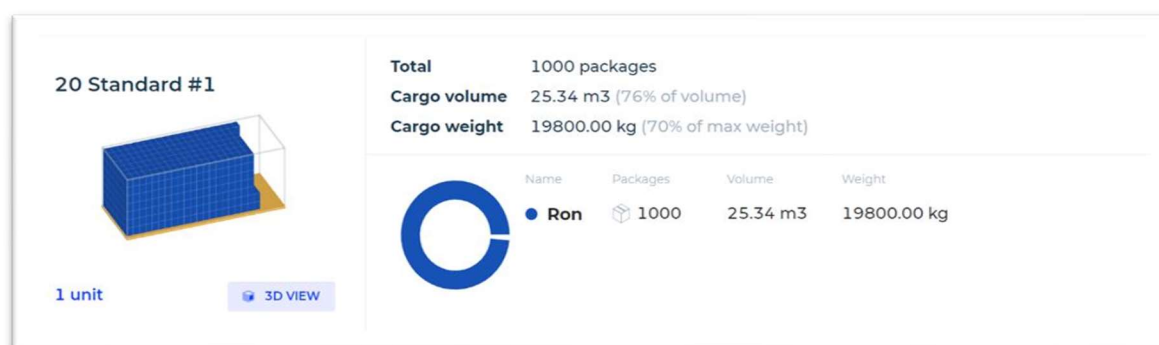 20 Standard #1
1 unit
3D VIEW
Total 1000 packages
Cargo volume 25.34 m3 (76% of volume)
Cargo weight 19800.00 kg (70% of max weight)
Name Packages Volume Weight
Ron 1000 25.34 m3 19800.00 kg